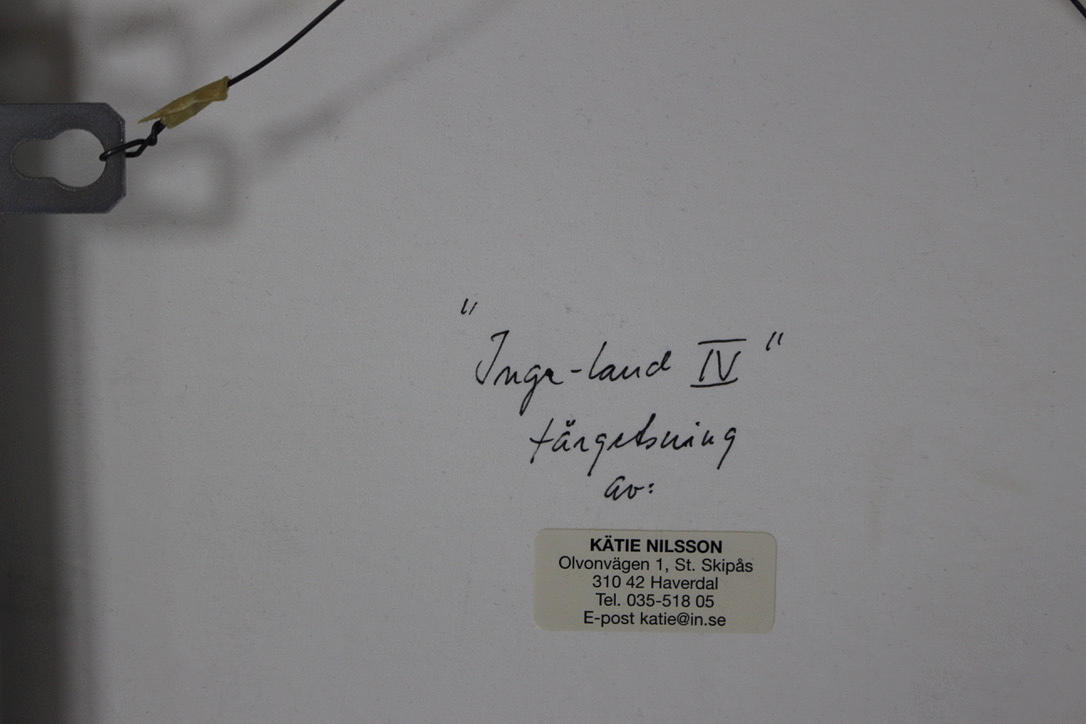 "Inga-land IV"
färgetsning
av:
KÄTIE NILSSON
Olvonvägen 1, St. Skipås
310 42 Haverdal
Tel. 035-518 05
E-post katie@in.se